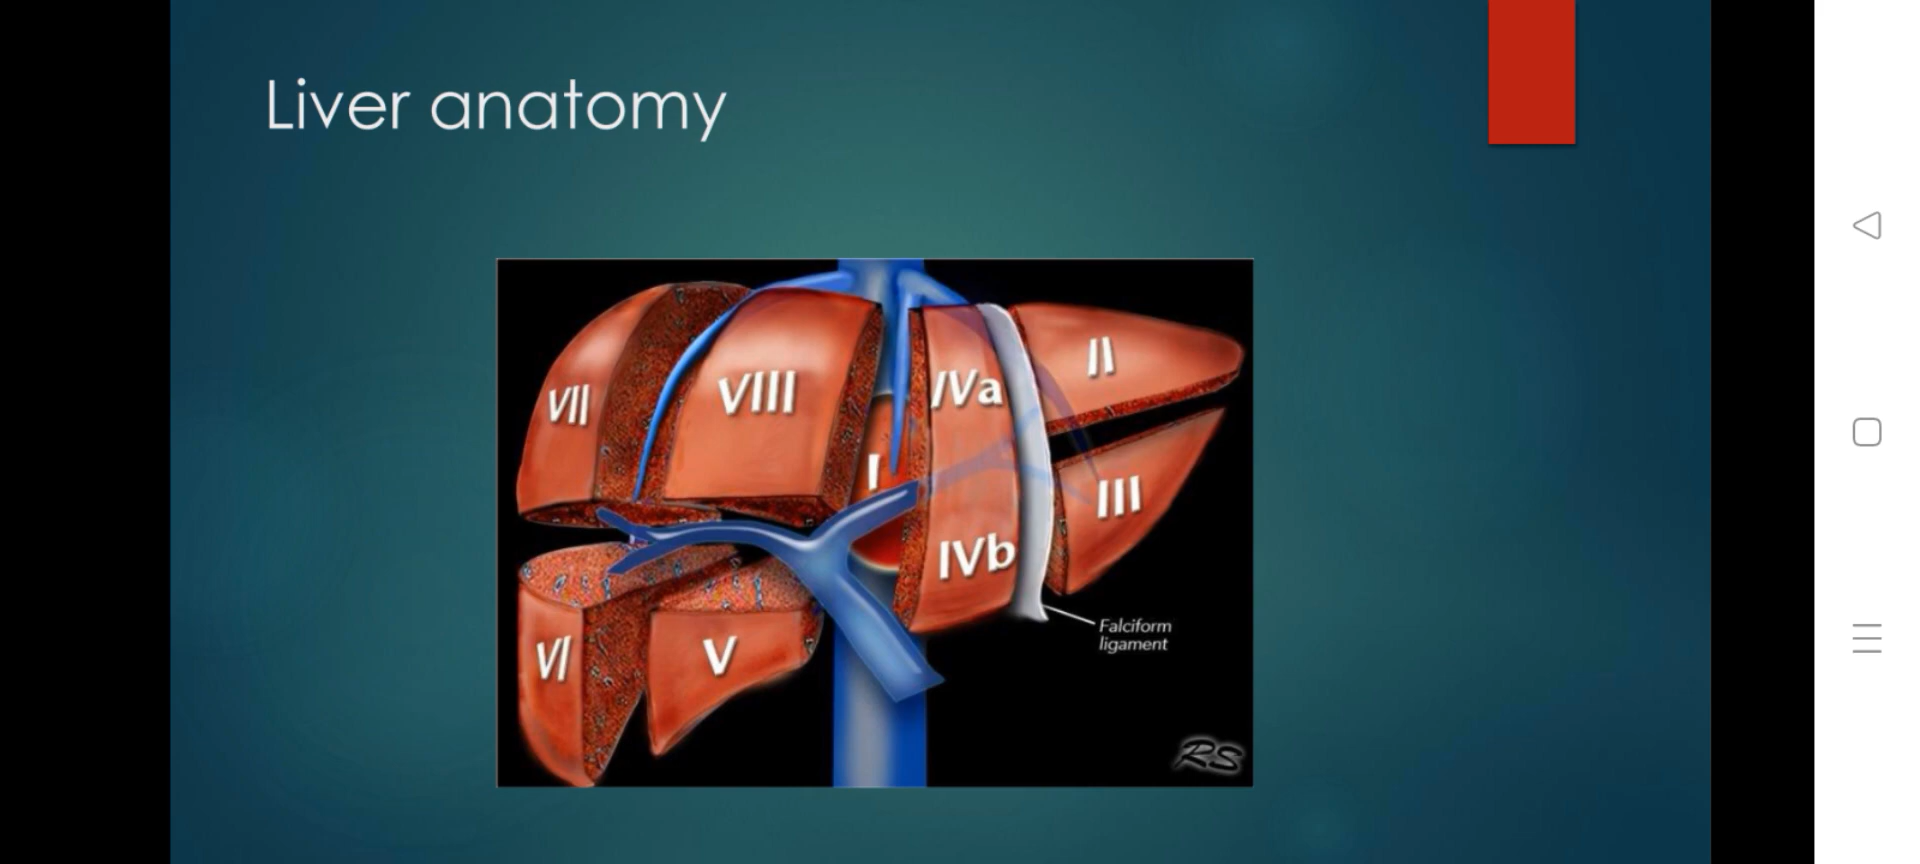 Liver anatomy
VII
VIII
I
IVa
II
III
IVb
VI
V
Falciform
ligament
RS